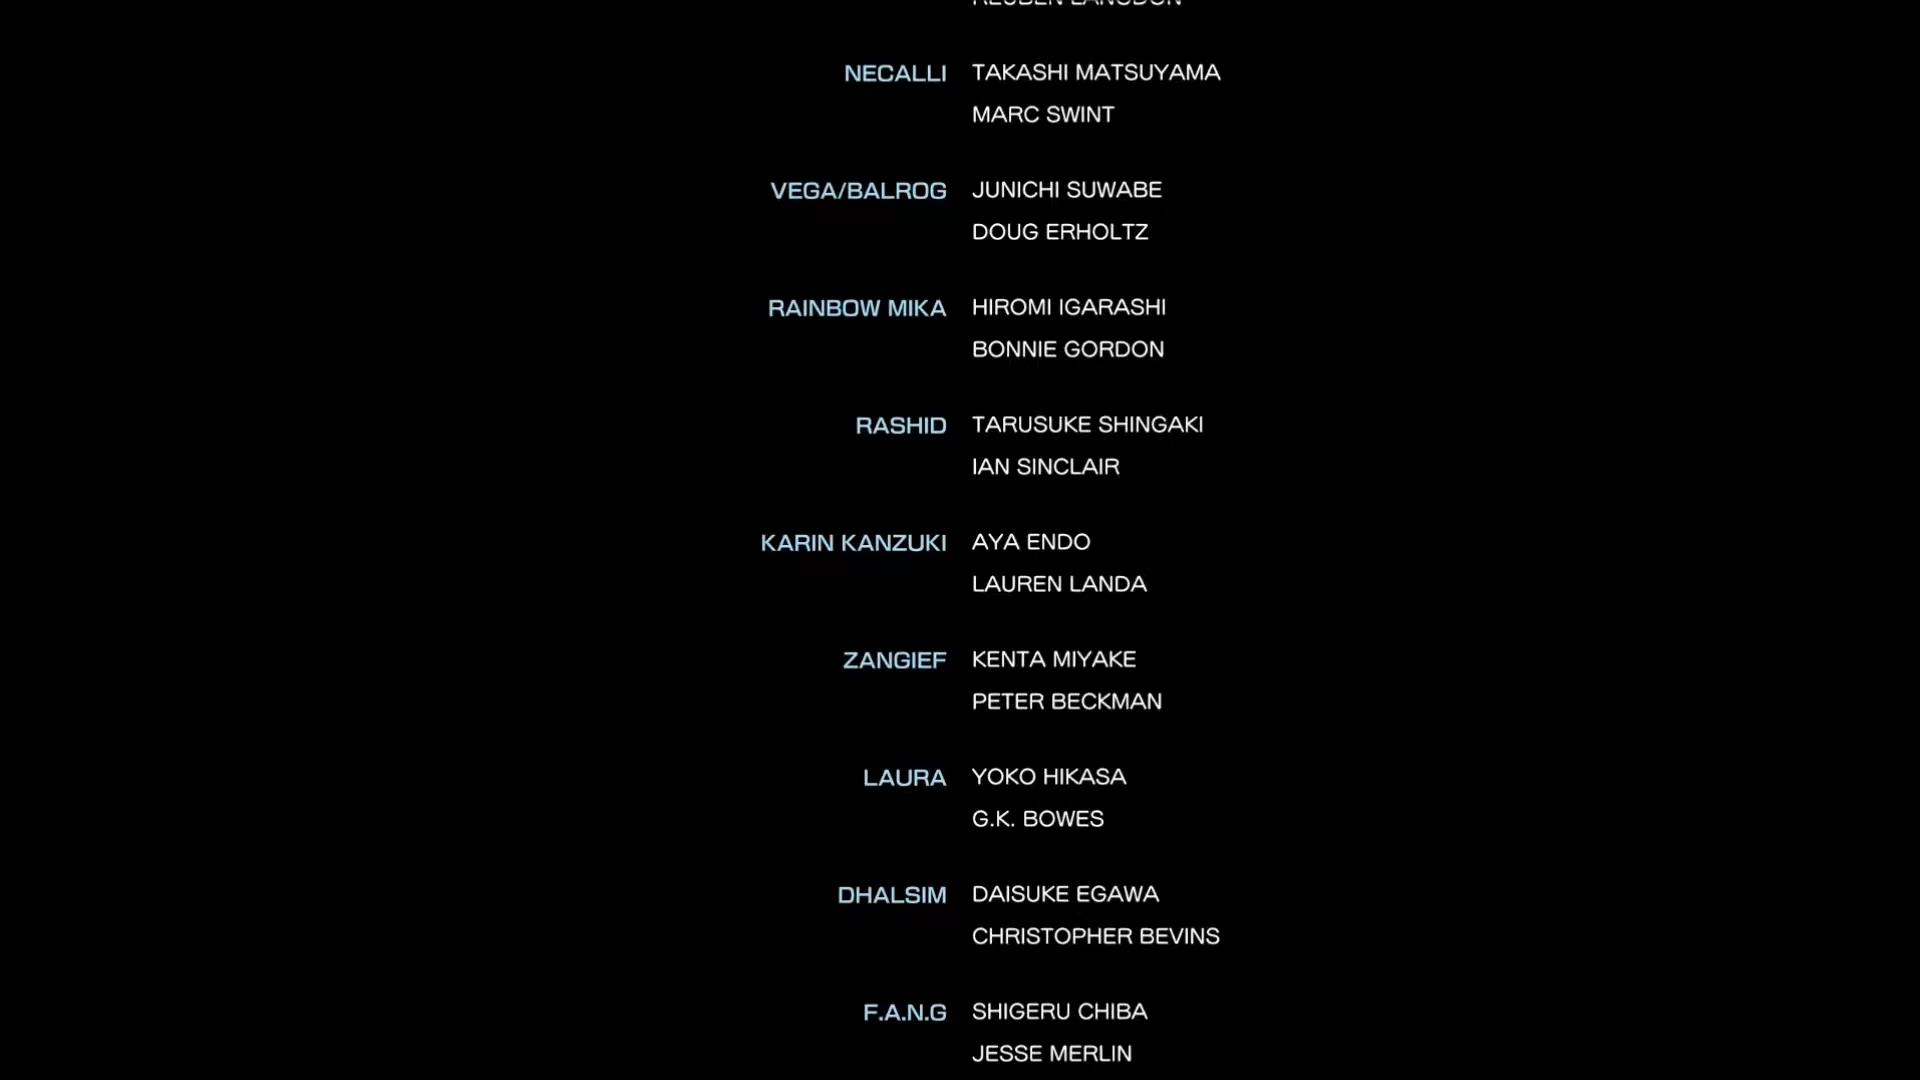 REUBEN LANGDON
NECALLI TAKASHI MATSUYAMA
MARC SWINT
VEGA/BALROG JUNICHI SUWABE
DOUG ERHOLTZ
RAINBOW MIKA HIROMI IGARASHI
BONNIE GORDON
RASHID TARUSUKE SHINGAKI
IAN SINCLAIR
KARIN KANZUKI AYA ENDO
LAUREN LANDA
ZANGIEF KENTA MIYAKE
PETER BECKMAN
LAURA YOKO HIKASA
G.K. BOWES
DHALSIM DAISUKE EGAWA
CHRISTOPHER BEVINS
F.A.N.G SHIGERU CHIBA
JESSE MERLIN